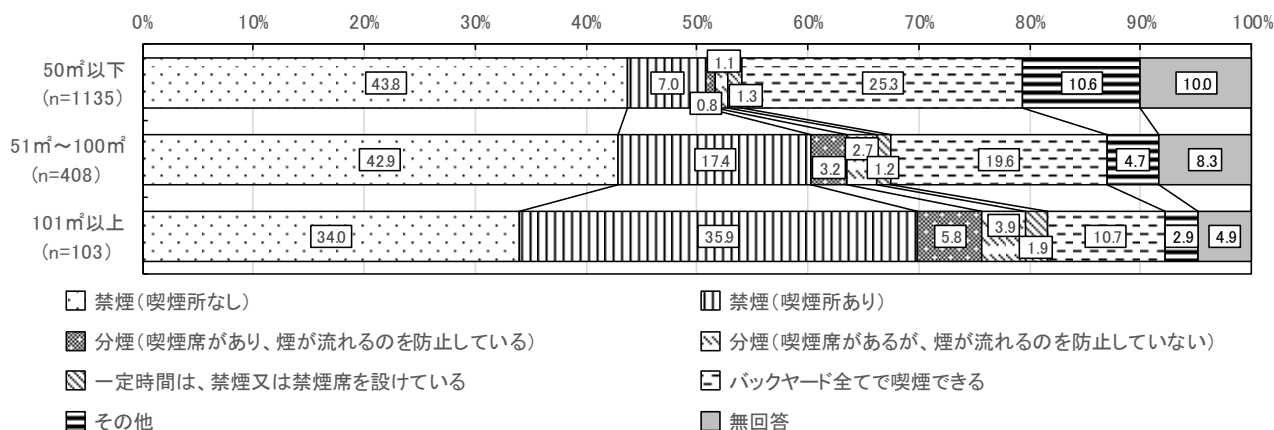 0% 10% 20% 30% 40% 50% 60% 70% 80% 90% 100%
50㎡以下
(n=1135)
43.8 7.0 0.8 1.1 1.3 25.3 10.6 10.0
51㎡～100㎡
(n=408)
42.9 17.4 3.2 2.7 1.2 19.6 4.7 8.3
101㎡以上
(n=103)
34.0 35.9 5.8 3.9 1.9 10.7 2.9 4.9
禁煙(喫煙所なし) 禁煙(喫煙所あり)
分煙(喫煙席があり、煙が流れるのを防止している) 分煙(喫煙席があるが、煙が流れるのを防止していない)
一定時間は、禁煙又は禁煙席を設けている バックヤード全てで喫煙できる
その他 無回答